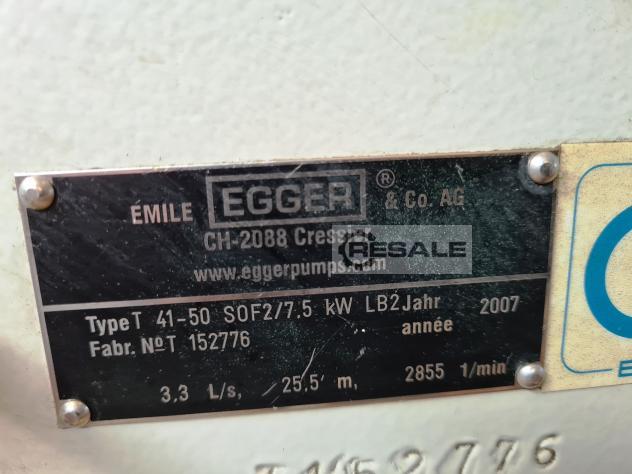 ÉMILE EGGER ® & Co. AG
CH-2088
RESALE
www.eggerpumps.com
Type T 41-50 SOF2/7.5 kW LB2 Jahr 2007
année
Fabr. № T 152776
3,3 L/s, 25,5 m, 2855 1/min